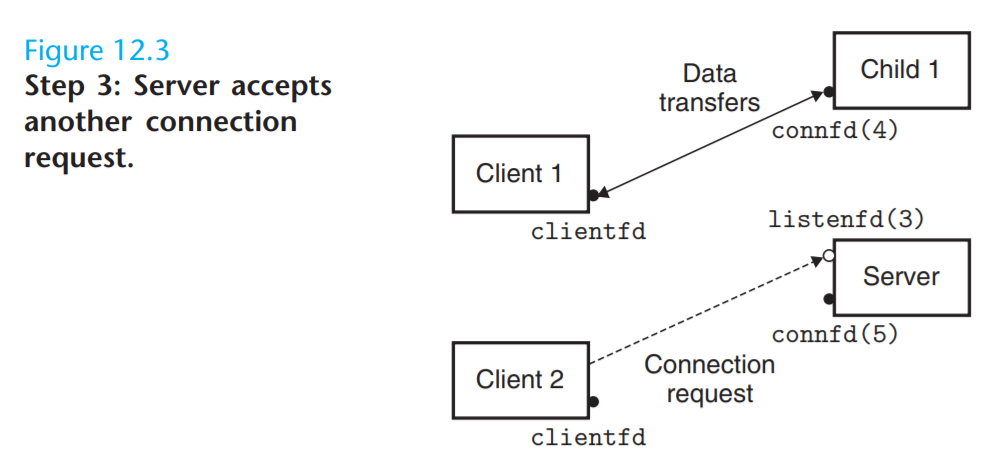 Figure 12.3
Step 3: Server accepts
another connection
request.
Data
transfers
Child 1
connfd(4)
Client 1
clientfd
listenfd(3)
Server
connfd(5)
Connection
request
Client 2
clientfd